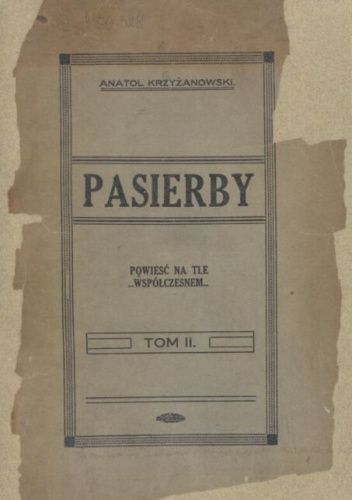 ANATOL KRZYŻANOWSKI.
PASIERBY
POWIEŚĆ NA TLE
...WSPÓŁCZESNEM...
TOM II.